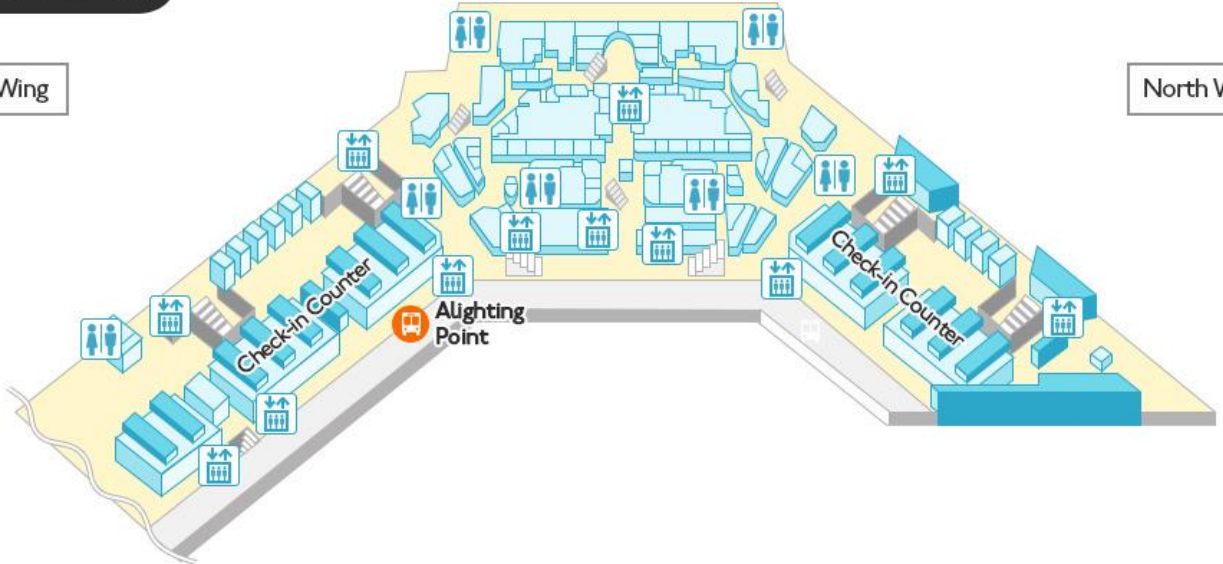 Wing
North W
Check-in Counter
Check-in Counter
Alighting
Point